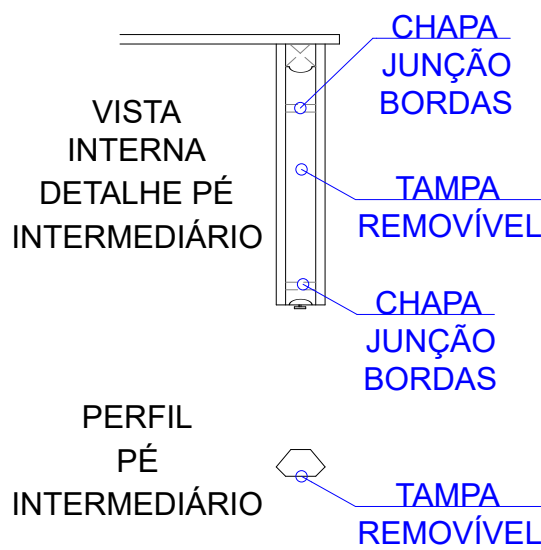 CHAPA
JUNÇÃO
BORDAS
VISTA
INTERNA
DETALHE PÉ
INTERMEDIÁRIO
TAMPA
REMOVÍVEL
CHAPA
JUNÇÃO
BORDAS
PERFIL
PÉ
INTERMEDIÁRIO
TAMPA
REMOVÍVEL